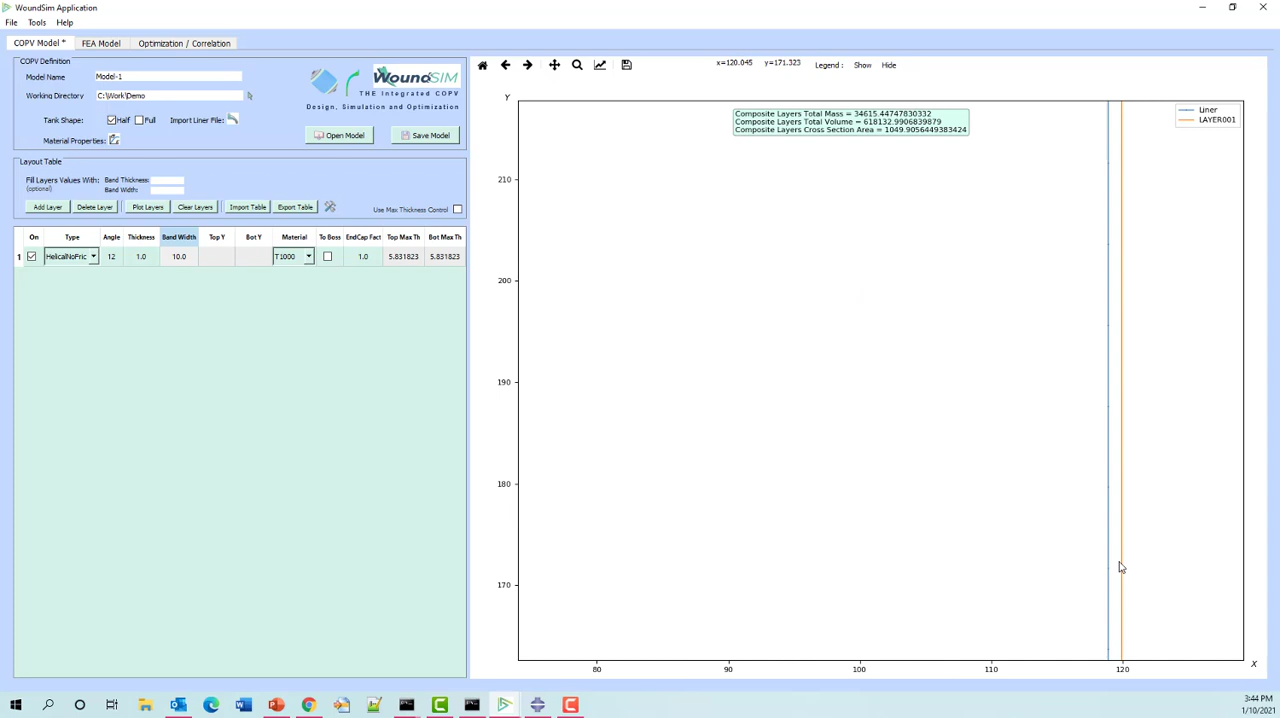 WoundSim Application
File Tools Help
COPV Model * FEA Model Optimization / Correlation
COPV Definition
Model Name Model-1
Working Directory C:\Work\Demo
Tank Shape: Half Full Import Liner File:
Material Properties:
WoundSIM
THE Integrated COPV
Design, Simulation and Optimization
Open Model Save Model
Layout Table
Fill Layers Values With: Band Thickness:
(optional) Band Width:
Add Layer Delete Layer Plot Layers Clear Layers Import Table Export Table Use Max Thickness Control
On Type Angle Thickness Band Width Top Y Bot Y Material To Boss EndCap Fact Top Max Th Bot Max Th
1 HelicalNoFric 12 1.0 10.0 T1000 1.0 5.831823 5.831823
x=120.045 y=171.323 Legend : Show Hide
Y
Composite Layers Total Mass = 34615.44747830332
Composite Layers Total Volume = 618132.9906839879
Composite Layers Cross Section Area = 1049.9056449383424
Liner
LAYER001
210
200
190
180
170
80 90 100 110 120
X
3:44 PM
1/10/2021